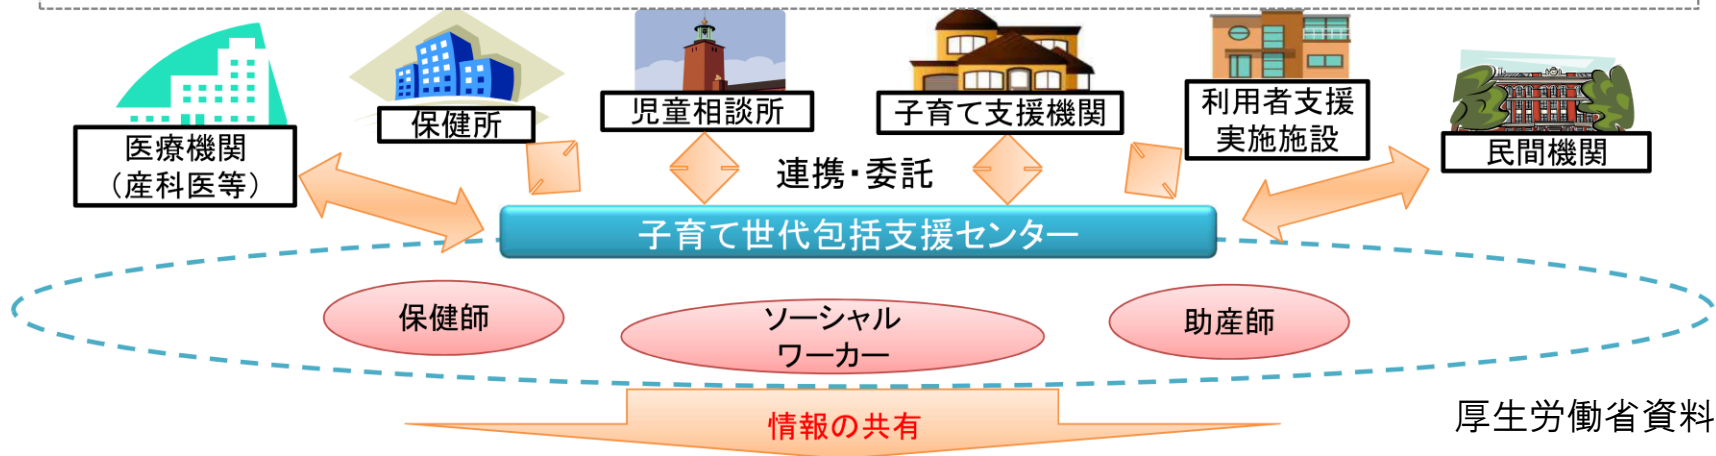 医療機関
（産科医等）
保健所
児童相談所
子育て支援機関
利用者支援
実施施設
民間機関
連携・委託
子育て世代包括支援センター
保健師
ソーシャル
ワーカー
助産師
情報の共有
厚生労働省資料